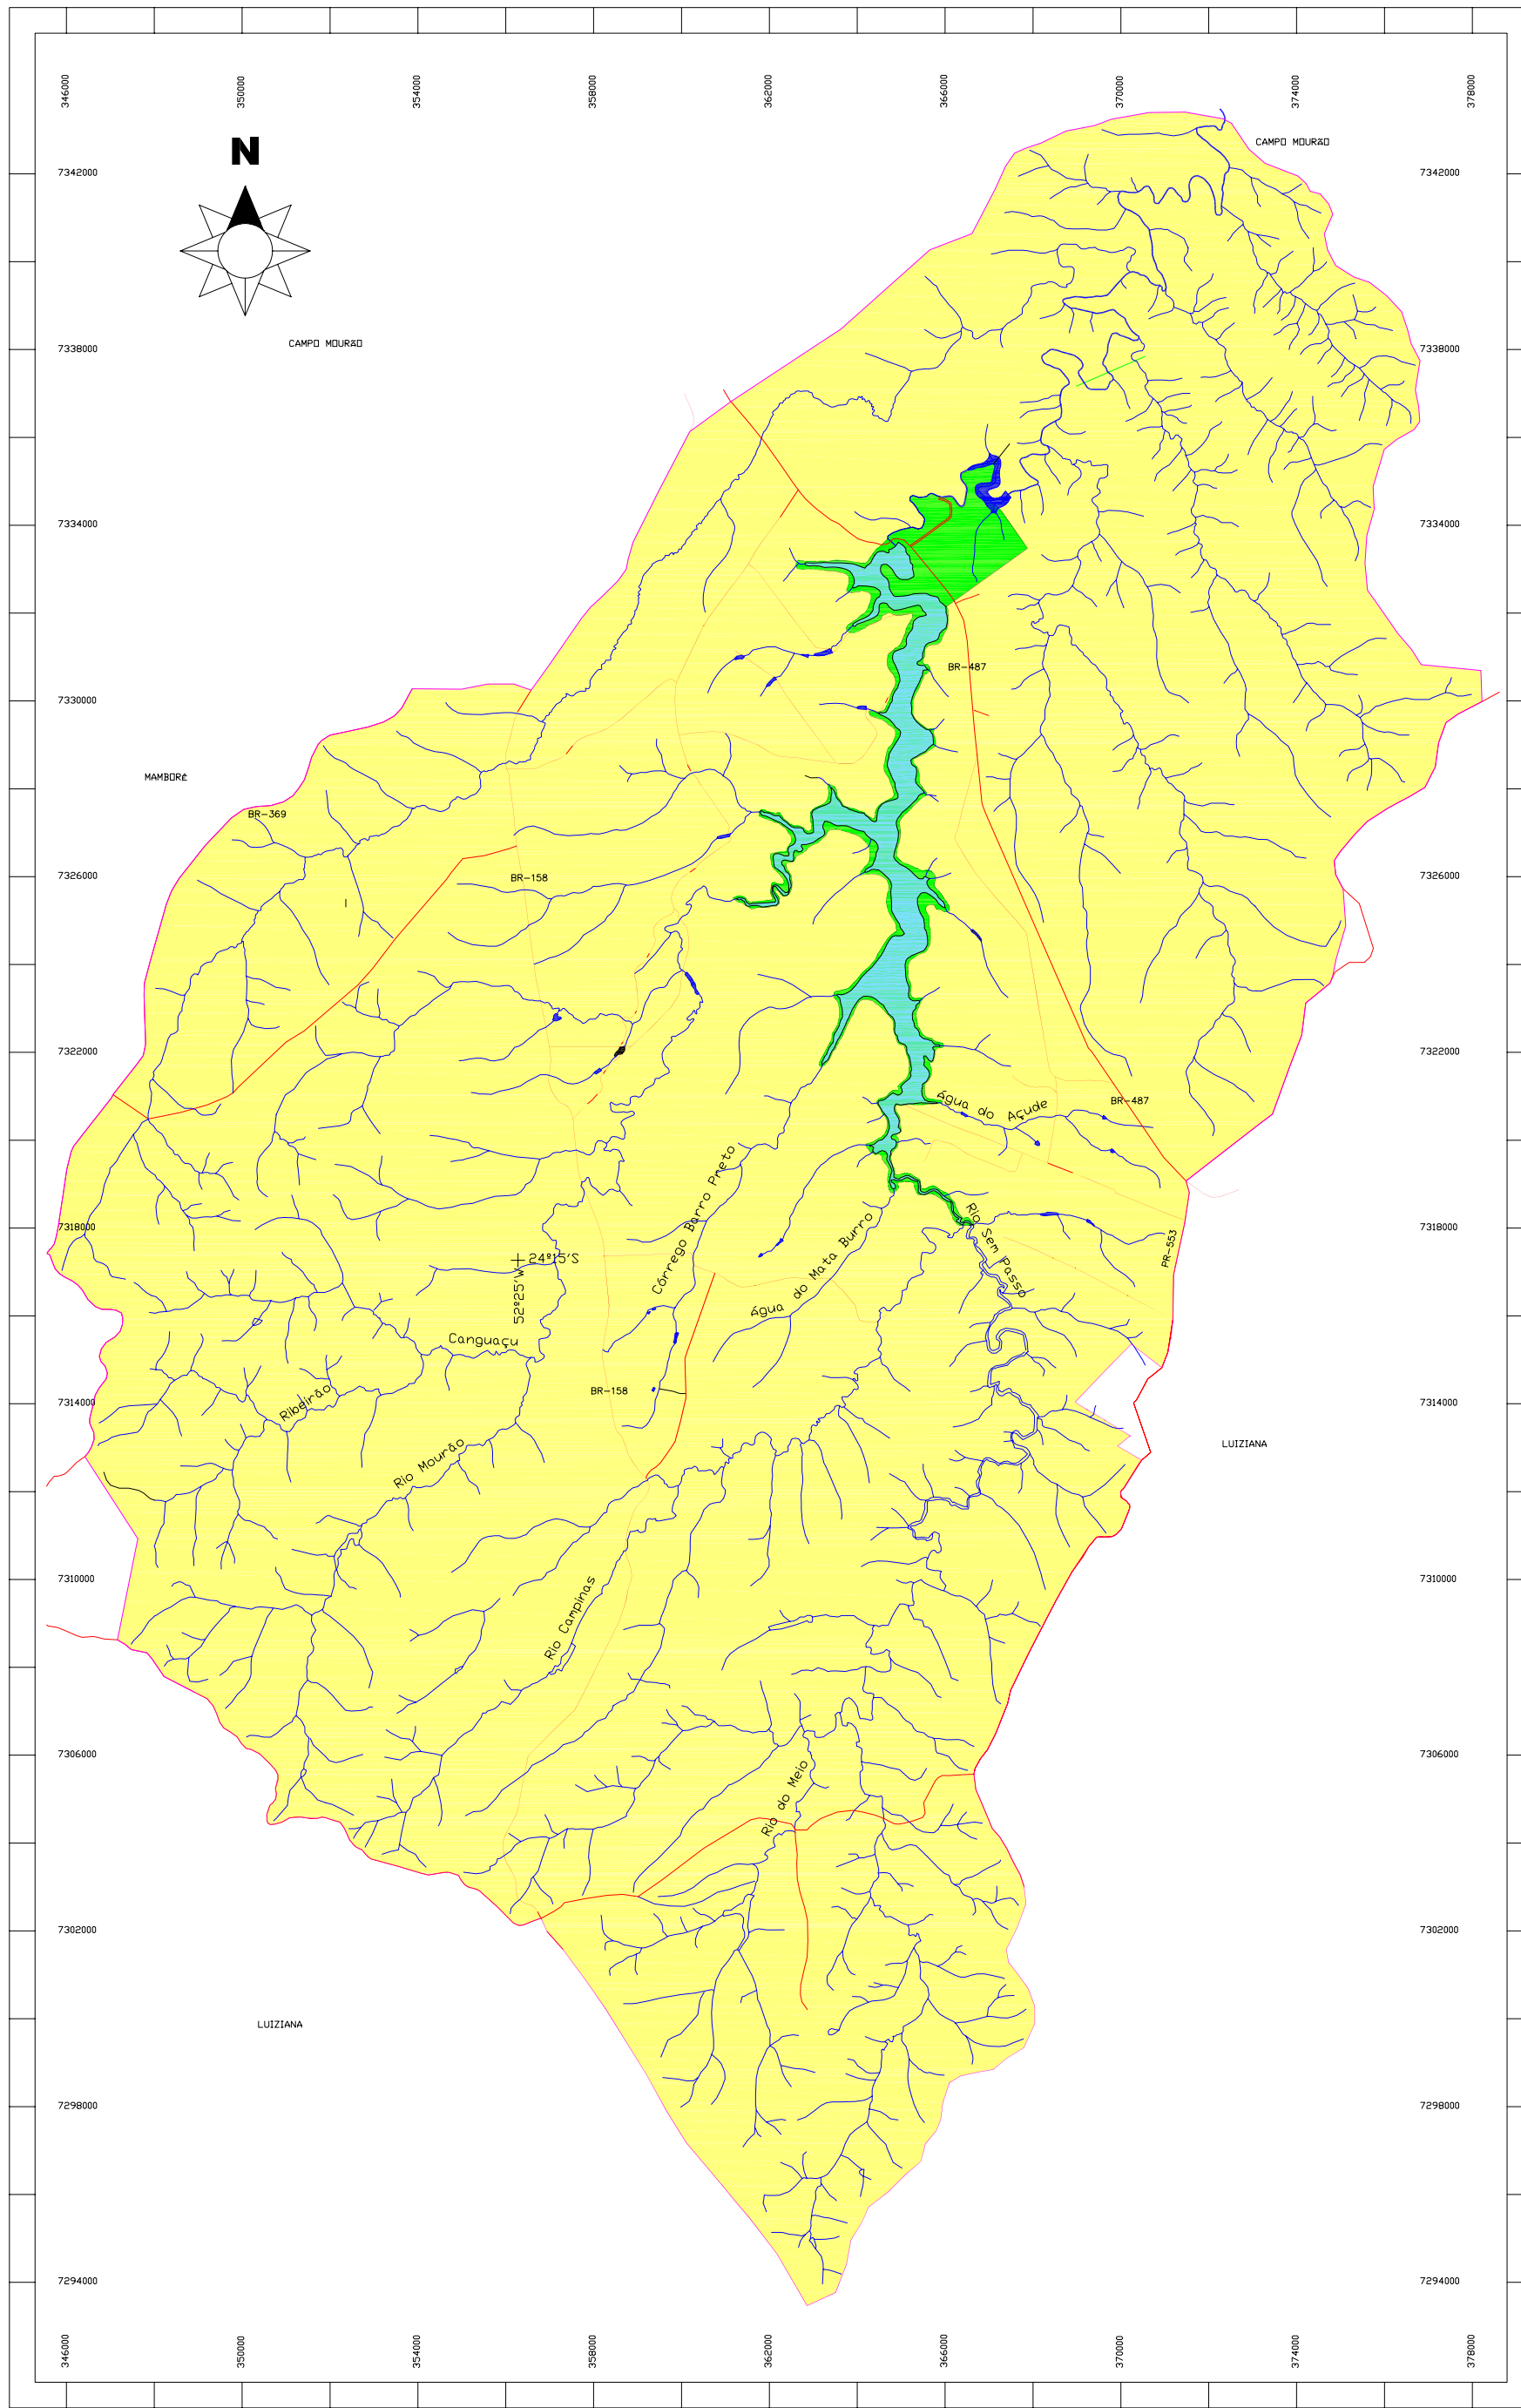 346000
350000
354000
358000
362000
366000
370000
374000
378000
N
CAMPO MOURÃO
7342000
7342000
CAMPO MOURÃO
7338000
7338000
7334000
7334000
BR-487
7330000
7330000
MAMBORÊ
BR-369
7326000
BR-158
7326000
7322000
7322000
Água do Açude
BR-487
Córrego Barro Preto
7318000
Água do Mata Burro
Rio Sem Passo
PR-553
7318000
24º15'S
52º25'W
Canguaçu
Ribeirão
BR-158
7314000
7314000
LUIZIANA
Rio Mourão
7310000
7310000
Rio Campinas
7306000
7306000
Rio do Meio
7302000
7302000
LUIZIANA
7298000
7298000
7294000
7294000
346000
350000
354000
358000
362000
366000
370000
374000
378000